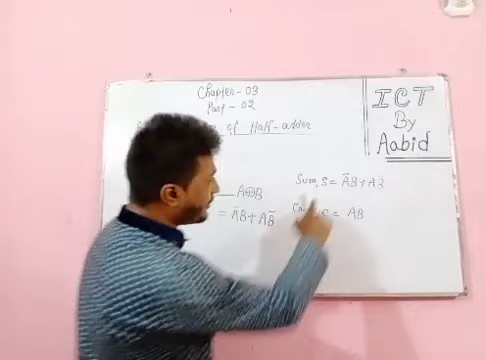 Chapter-03
Part-02
of Half-adder
ICT
By
Aabid
A⊕B
= A̅B+AB̅
Sum, S = A̅B+AB̅
C = AB